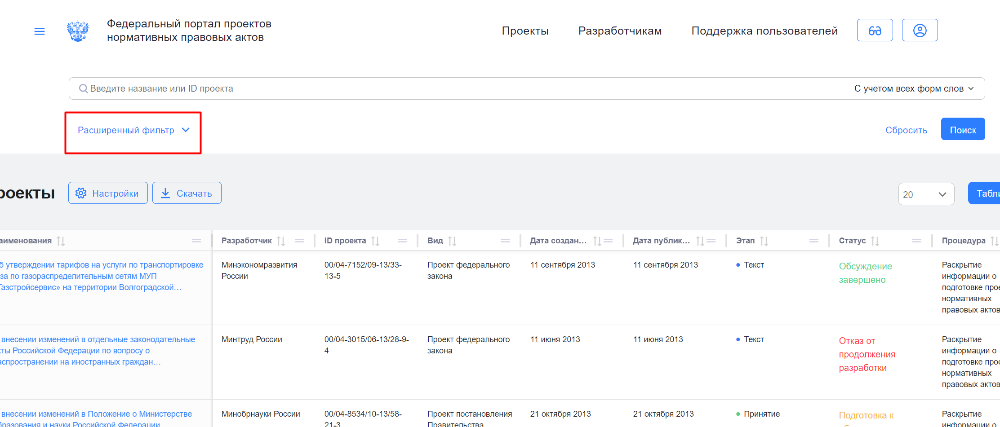 Федеральный портал проектов
нормативных правовых актов
Проекты
Разработчикам
Поддержка пользователей
Введите название или ID проекта
С учетом всех форм слов
Расширенный фильтр
Сбросить
Поиск
роекты
Настройки
Скачать
20
Табли
аименования
Разработчик
ID проекта
Вид
Дата создан...
Дата публик...
Этап
Статус
Процедура
б утверждении тарифов на услуги по транспортировке
за по газораспределительным сетям МУП
Газстройсервис» на территории Волгоградской…
Минэкономразвития
России
00/04-7152/09-13/33-
13-5
Проект федерального
закона
11 сентября 2013
11 сентября 2013
Текст
Обсуждение
завершено
Раскрытие
информации о
подготовке прое
нормативных
правовых актов
внесении изменений в отдельные законодательные
кты Российской Федерации по вопросу о
аспространении на иностранных граждан…
Минтруд России
00/04-3015/06-13/28-9-
4
Проект федерального
закона
11 июня 2013
11 июня 2013
Текст
Отказ от
продолжения
разработки
Раскрытие
информации о
подготовке прое
нормативных
правовых актов
внесении изменений в Положение о Министерстве
бразования и науки Российской Федерации
Минобрнауки России
00/04-8534/10-13/58-
21-3
Проект постановления
Правительства
21 октября 2013
21 октября 2013
Принятие
Подготовка к
Раскрытие
информации о